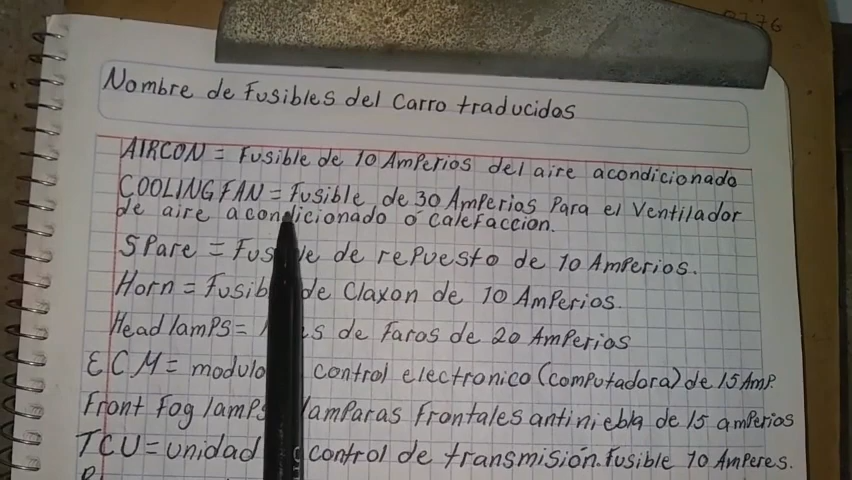 Nombre de Fusibles del Carro traducidos
AIRCON = Fusible de 10 Amperios del aire acondicionado
COOLING FAN = Fusible de 30 Amperios Para el Ventilador
de aire acondicionado o calefaccion.
Spare = Fusible de repuesto de 10 Amperios.
Horn = Fusib de Claxon de 10 Amperios.
Headlamps = de Faros de 20 Amperios
ECM = modulo control electronico (computadora) de 15 Amp.
Front Fog lamps lamparas Frontales antiniebla de 15 amperios
TCU = unidad control de transmisión. Fusible 10 Amperes.